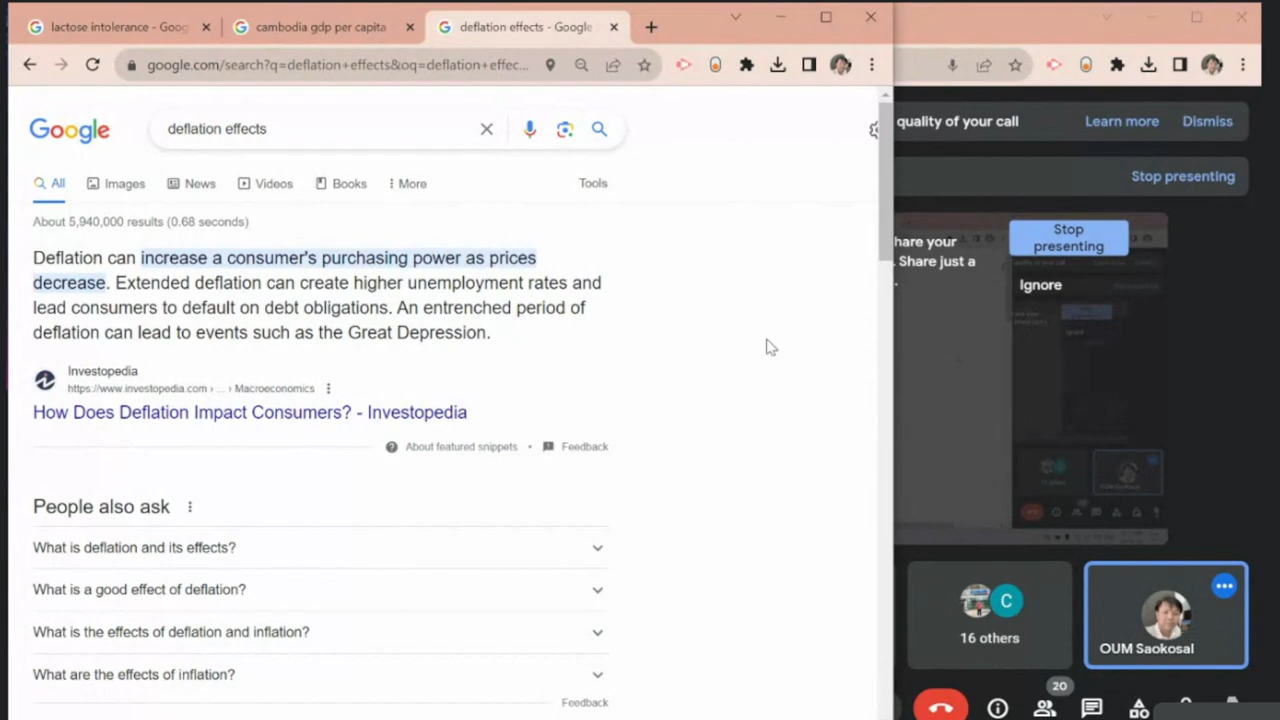 lactose intolerance - Goog
cambodia gdp per capita
deflation effects - Google
google.com/search?q=deflation+effects&oq=deflation+effec...
Google
deflation effects
All
Images
News
Videos
Books
More
Tools
About 5,940,000 results (0.68 seconds)
Deflation can increase a consumer's purchasing power as prices
decrease. Extended deflation can create higher unemployment rates and
lead consumers to default on debt obligations. An entrenched period of
deflation can lead to events such as the Great Depression.
Investopedia
https://www.investopedia.com › ... › Macroeconomics
How Does Deflation Impact Consumers? - Investopedia
About featured snippets • Feedback
People also ask
What is deflation and its effects?
What is a good effect of deflation?
What is the effects of deflation and inflation?
What are the effects of inflation?
Feedback
quality of your call
Learn more
Dismiss
Stop presenting
hare your
. Share just a
.
Stop
presenting
Ignore
C
16 others
OUM Saokosal
20